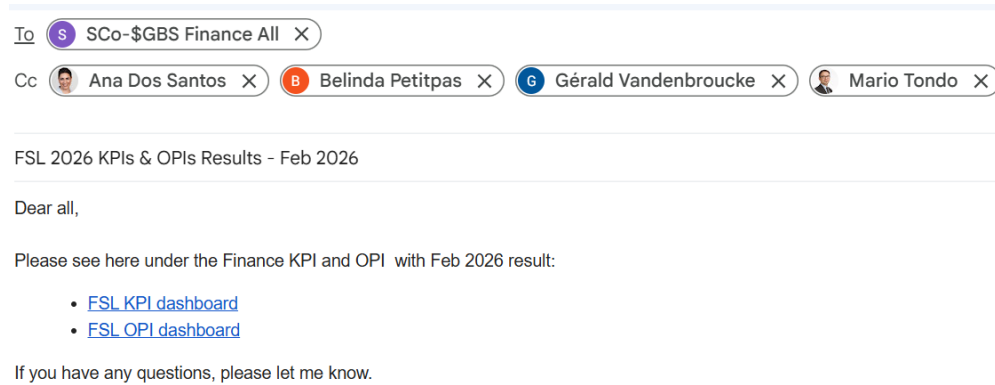 To S SCo-$GBS Finance All ×
Cc Ana Dos Santos × B Belinda Petitpas × G Gérald Vandenbroucke × Mario Tondo ×
FSL 2026 KPIs & OPIs Results - Feb 2026
Dear all,
Please see here under the Finance KPI and OPI  with Feb 2026 result:
• FSL KPI dashboard
• FSL OPI dashboard
If you have any questions, please let me know.